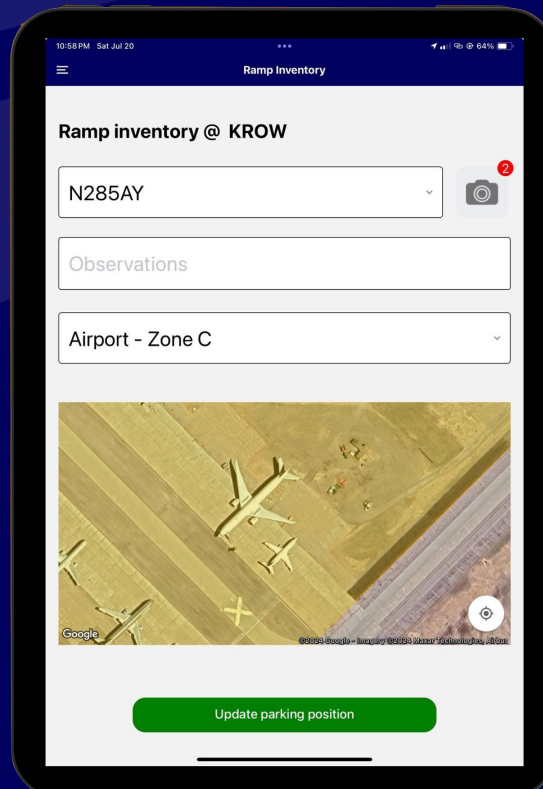 10:58 PM Sat Jul 20
64%
Ramp Inventory
Ramp inventory @ KROW
N285AY
2
Observations
Airport - Zone C
Google
©2024 Google - Imagery ©2024 Maxar Technologies, Airbus
Update parking position